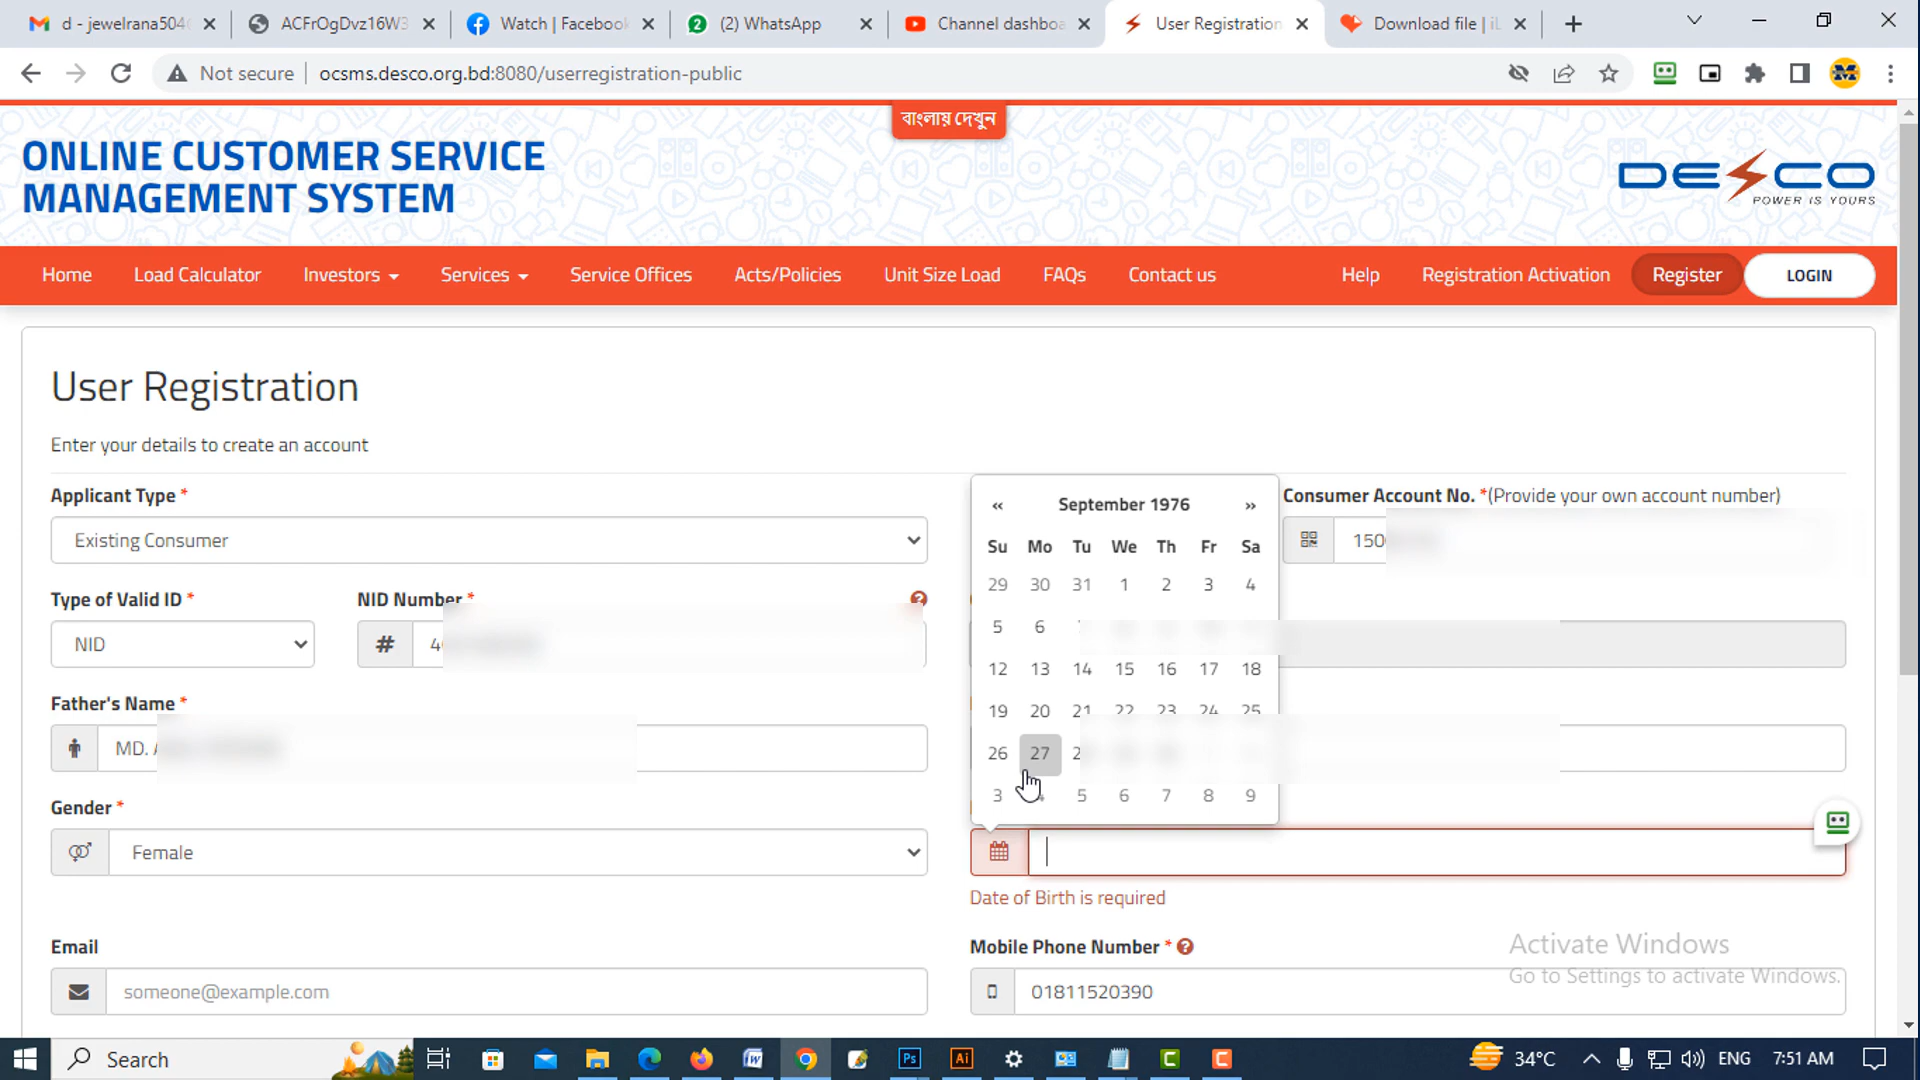 d - jewelrana504
ACFrOgDvz16W3
Watch | Facebook
(2) WhatsApp
Channel dashboa
User Registration
Download file | iL
Not secure
ocsms.desco.org.bd:8080/userregistration-public
বাংলায় দেখুন
ONLINE CUSTOMER SERVICE
MANAGEMENT SYSTEM
DESCO
POWER IS YOURS
Home
Load Calculator
Investors
Services
Service Offices
Acts/Policies
Unit Size Load
FAQs
Contact us
Help
Registration Activation
Register
LOGIN
User Registration
Enter your details to create an account
Applicant Type *
Existing Consumer
Consumer Account No. *(Provide your own account number)
150
Type of Valid ID *
NID
NID Number *
#
4
Father's Name *
MD.
Gender *
Female
« September 1976 »
Su Mo Tu We Th Fr Sa
29 30 31 1 2 3 4
5 6
12 13 14 15 16 17 18
19 20 21 22 23 24 25
26 27 2
3 4 5 6 7 8 9
Date of Birth is required
Email
someone@example.com
Mobile Phone Number *
01811520390
Activate Windows
Go to Settings to activate Windows.
Search
34°C
ENG
7:51 AM